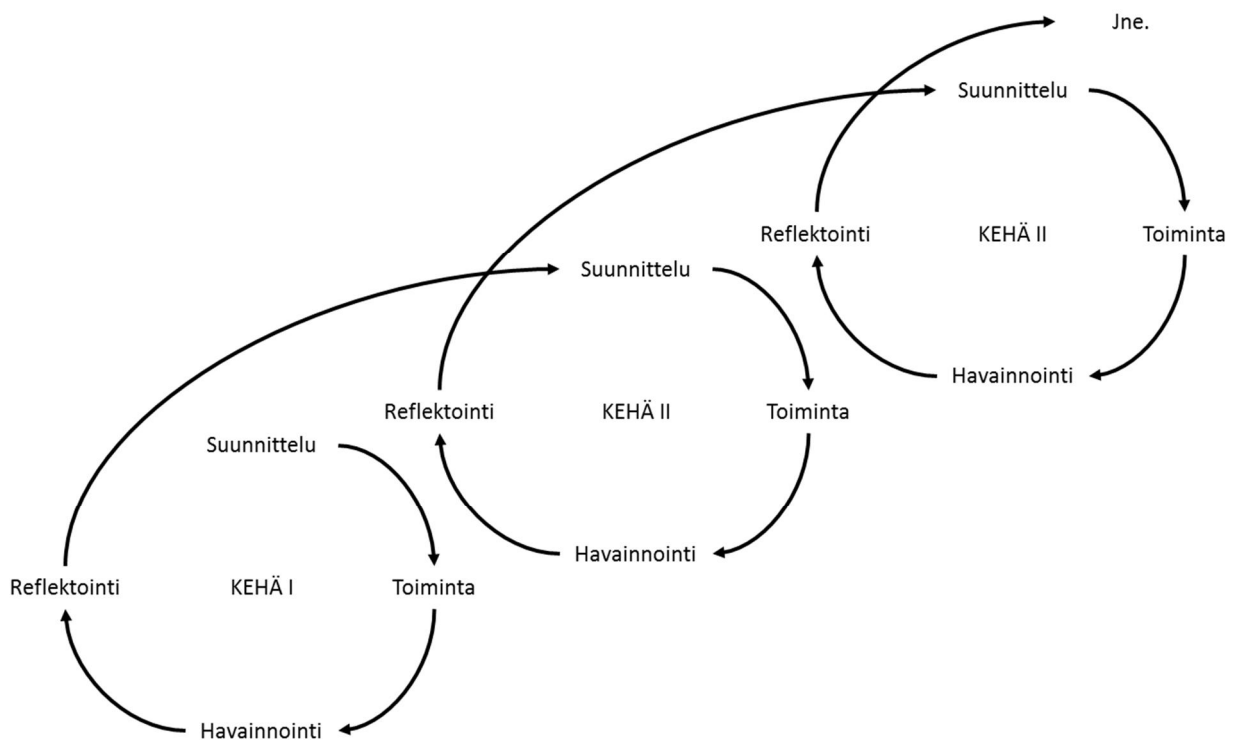 Jne.
Suunnittelu
Reflektointi KEHÄ II Toiminta
Havainnointi
Suunnittelu
Reflektointi KEHÄ II Toiminta
Havainnointi
Suunnittelu
Reflektointi KEHÄ I Toiminta
Havainnointi